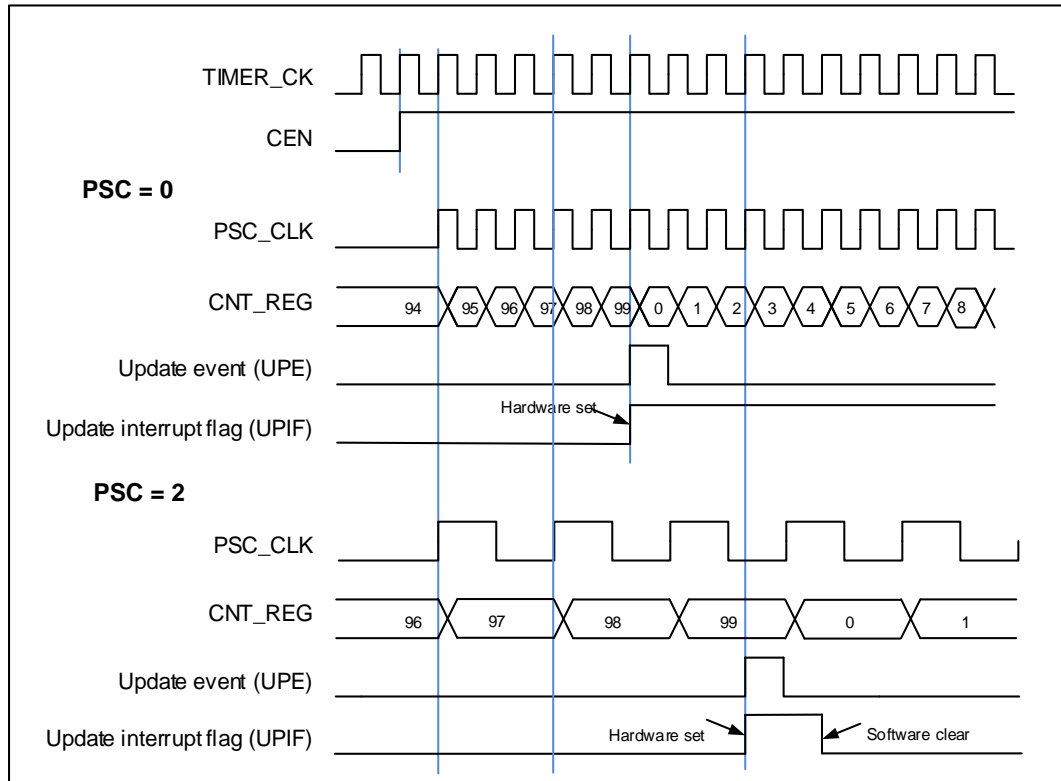 TIMER_CK
CEN
PSC = 0
PSC_CLK
CNT_REG 94 95 96 97 98 99 0 1 2 3 4 5 6 7 8
Update event (UPE)
Hardware set
Update interrupt flag (UPIF)
PSC = 2
PSC_CLK
CNT_REG 96 97 98 99 0 1
Update event (UPE)
Update interrupt flag (UPIF) Hardware set Software clear